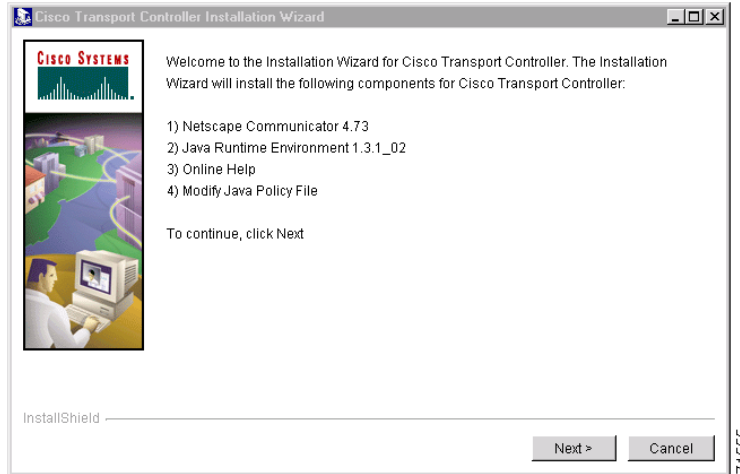 Cisco Transport Controller Installation Wizard
CISCO SYSTEMS
Welcome to the Installation Wizard for Cisco Transport Controller. The Installation
Wizard will install the following components for Cisco Transport Controller:
1) Netscape Communicator 4.73
2) Java Runtime Environment 1.3.1_02
3) Online Help
4) Modify Java Policy File
To continue, click Next
InstallShield
Next >
Cancel